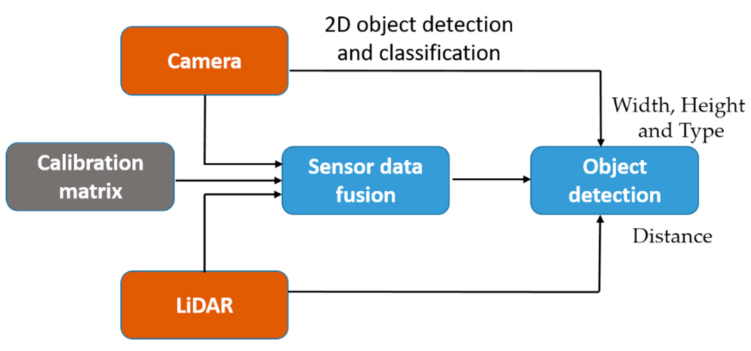 2D object detection
and classification
Camera
Width, Height
and Type
Calibration
matrix
Sensor data
fusion
Object
detection
Distance
LiDAR